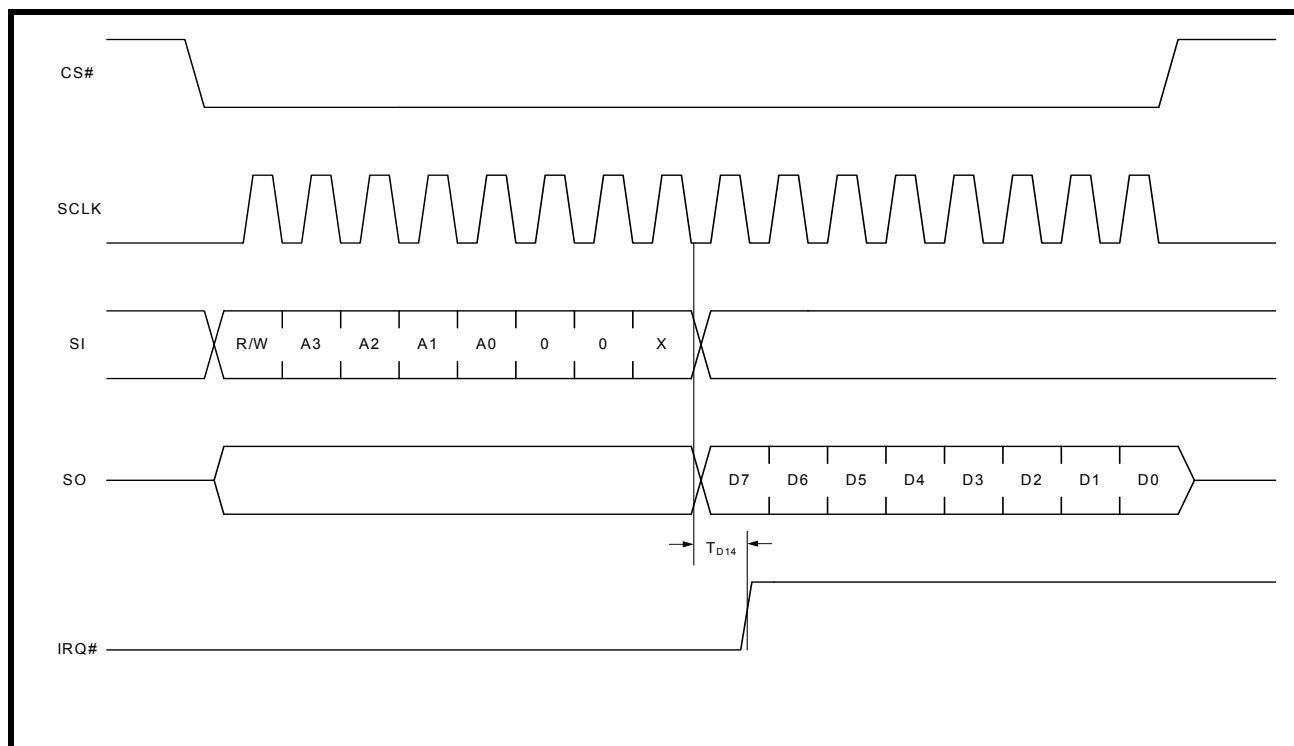 CS#
SCLK
SI
R/W A3 A2 A1 A0 0 0 X
SO
D7 D6 D5 D4 D3 D2 D1 D0
TD14
IRQ#